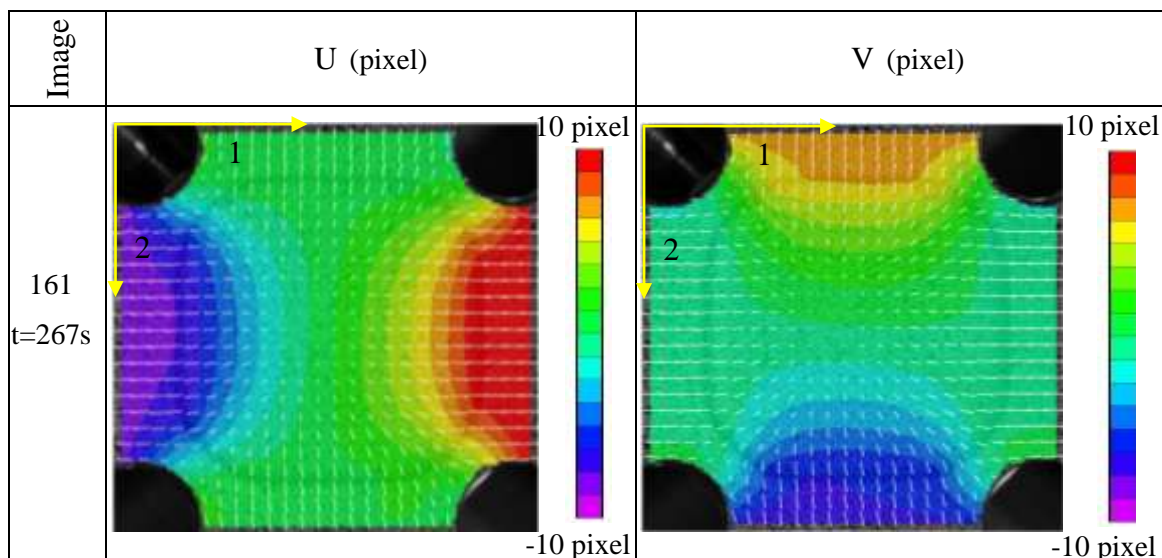 Image
U (pixel)
V (pixel)
161
t=267s
1
2
10 pixel
-10 pixel
1
2
10 pixel
-10 pixel